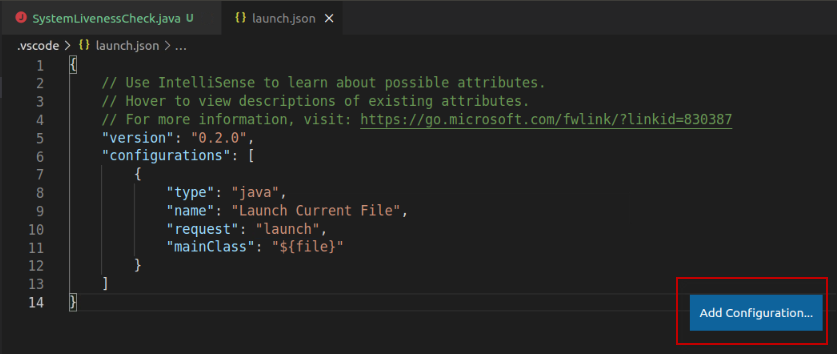 SystemLivenessCheck.java U
{} launch.json ×
.vscode > {} launch.json > ...
1 {
2 // Use IntelliSense to learn about possible attributes.
3 // Hover to view descriptions of existing attributes.
4 // For more information, visit: https://go.microsoft.com/fwlink/?linkid=830387
5 "version": "0.2.0",
6 "configurations": [
7 {
8 "type": "java",
9 "name": "Launch Current File",
10 "request": "launch",
11 "mainClass": "${file}"
12 }
13 ]
14 }
Add Configuration...